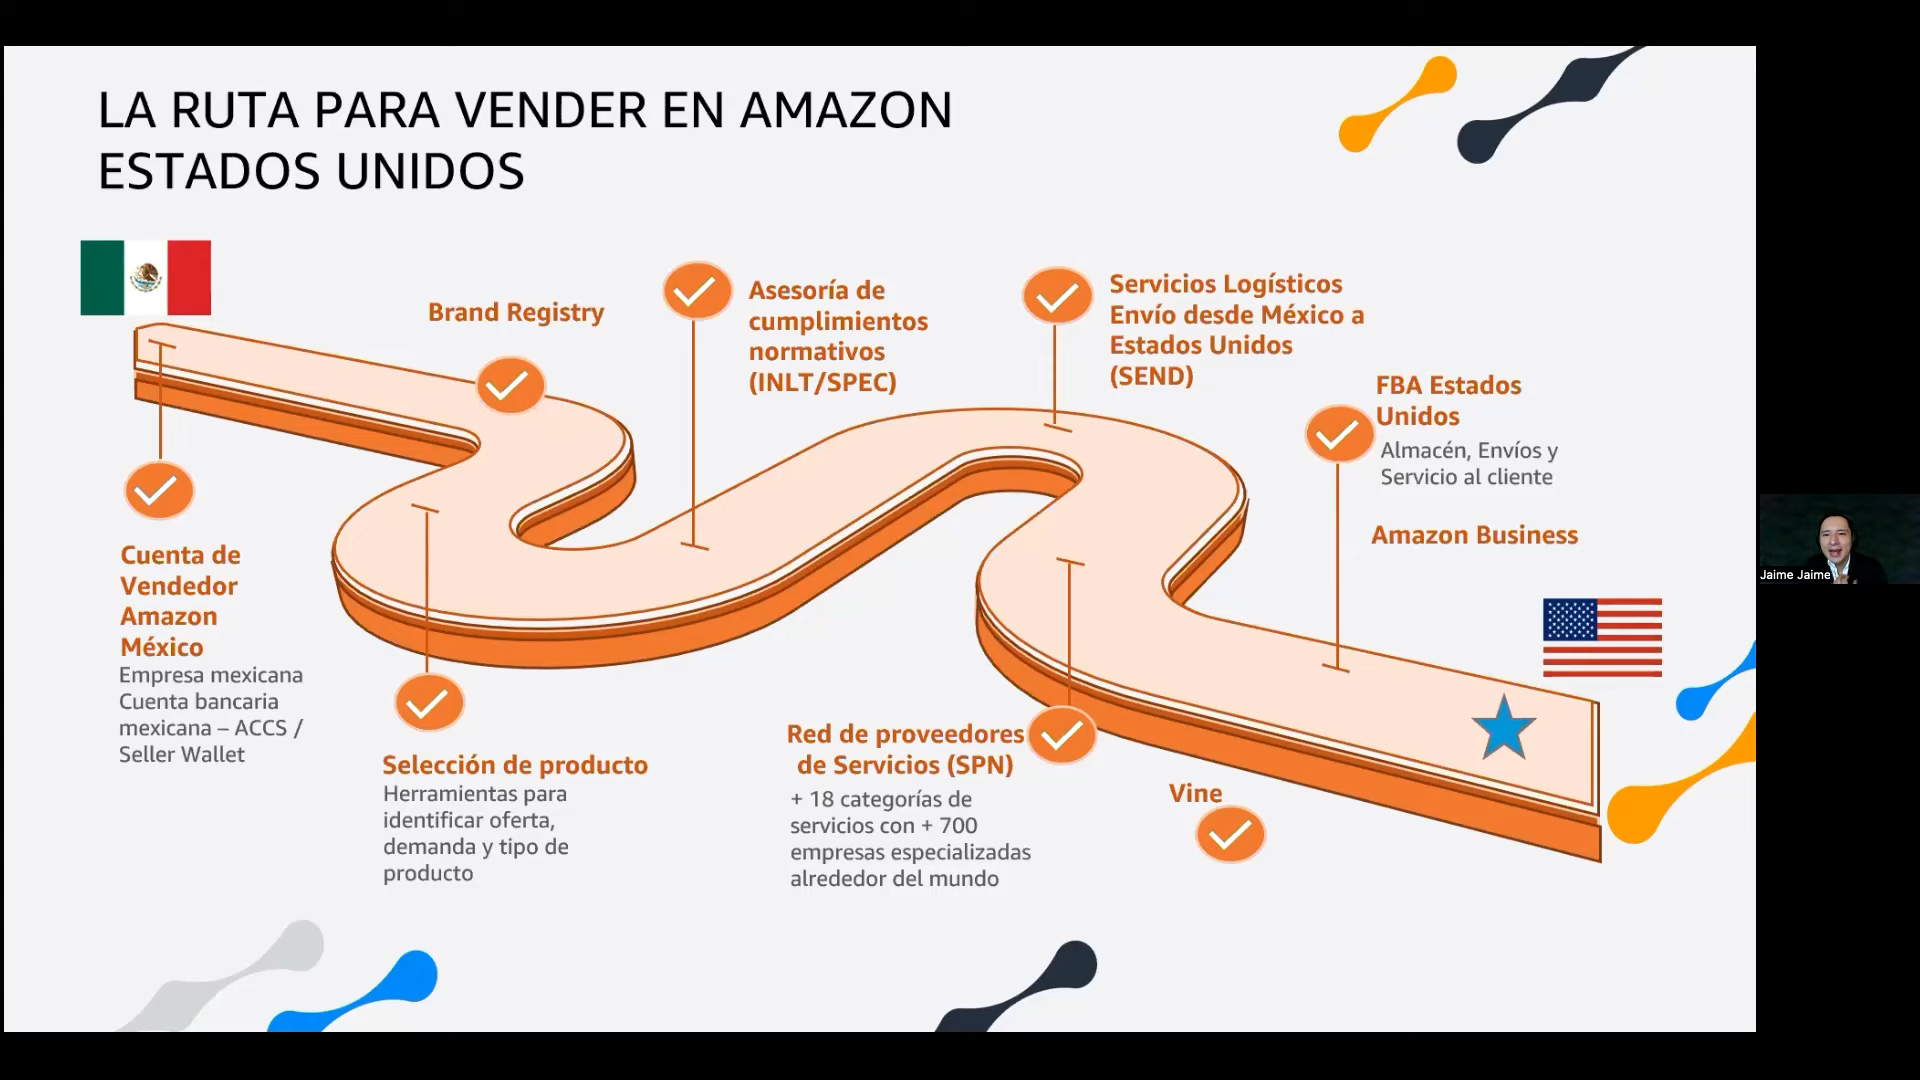 LA RUTA PARA VENDER EN AMAZON
ESTADOS UNIDOS
Cuenta de
Vendedor
Amazon
México
Empresa mexicana
Cuenta bancaria
mexicana – ACCS /
Seller Wallet
Brand Registry
Selección de producto
Herramientas para
identificar oferta,
demanda y tipo de
producto
Asesoría de
cumplimientos
normativos
(INLT/SPEC)
Red de proveedores
de Servicios (SPN)
+ 18 categorías de
servicios con + 700
empresas especializadas
alrededor del mundo
Servicios Logísticos
Envío desde México a
Estados Unidos
(SEND)
Vine
FBA Estados
Unidos
Almacén, Envíos y
Servicio al cliente
Amazon Business
Jaime Jaime